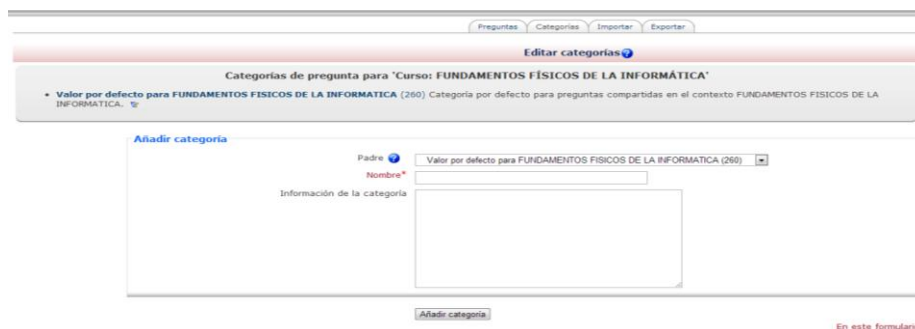 Preguntas Categorías Importar Exportar
Editar categorías
Categorías de pregunta para 'Curso: FUNDAMENTOS FÍSICOS DE LA INFORMÁTICA'
• Valor por defecto para FUNDAMENTOS FISICOS DE LA INFORMATICA (260) Categoría por defecto para preguntas compartidas en el contexto FUNDAMENTOS FISICOS DE LA
INFORMATICA.
Añadir categoría
Padre Valor por defecto para FUNDAMENTOS FISICOS DE LA INFORMATICA (260)
Nombre*
Información de la categoría
Añadir categoría
En este formulario